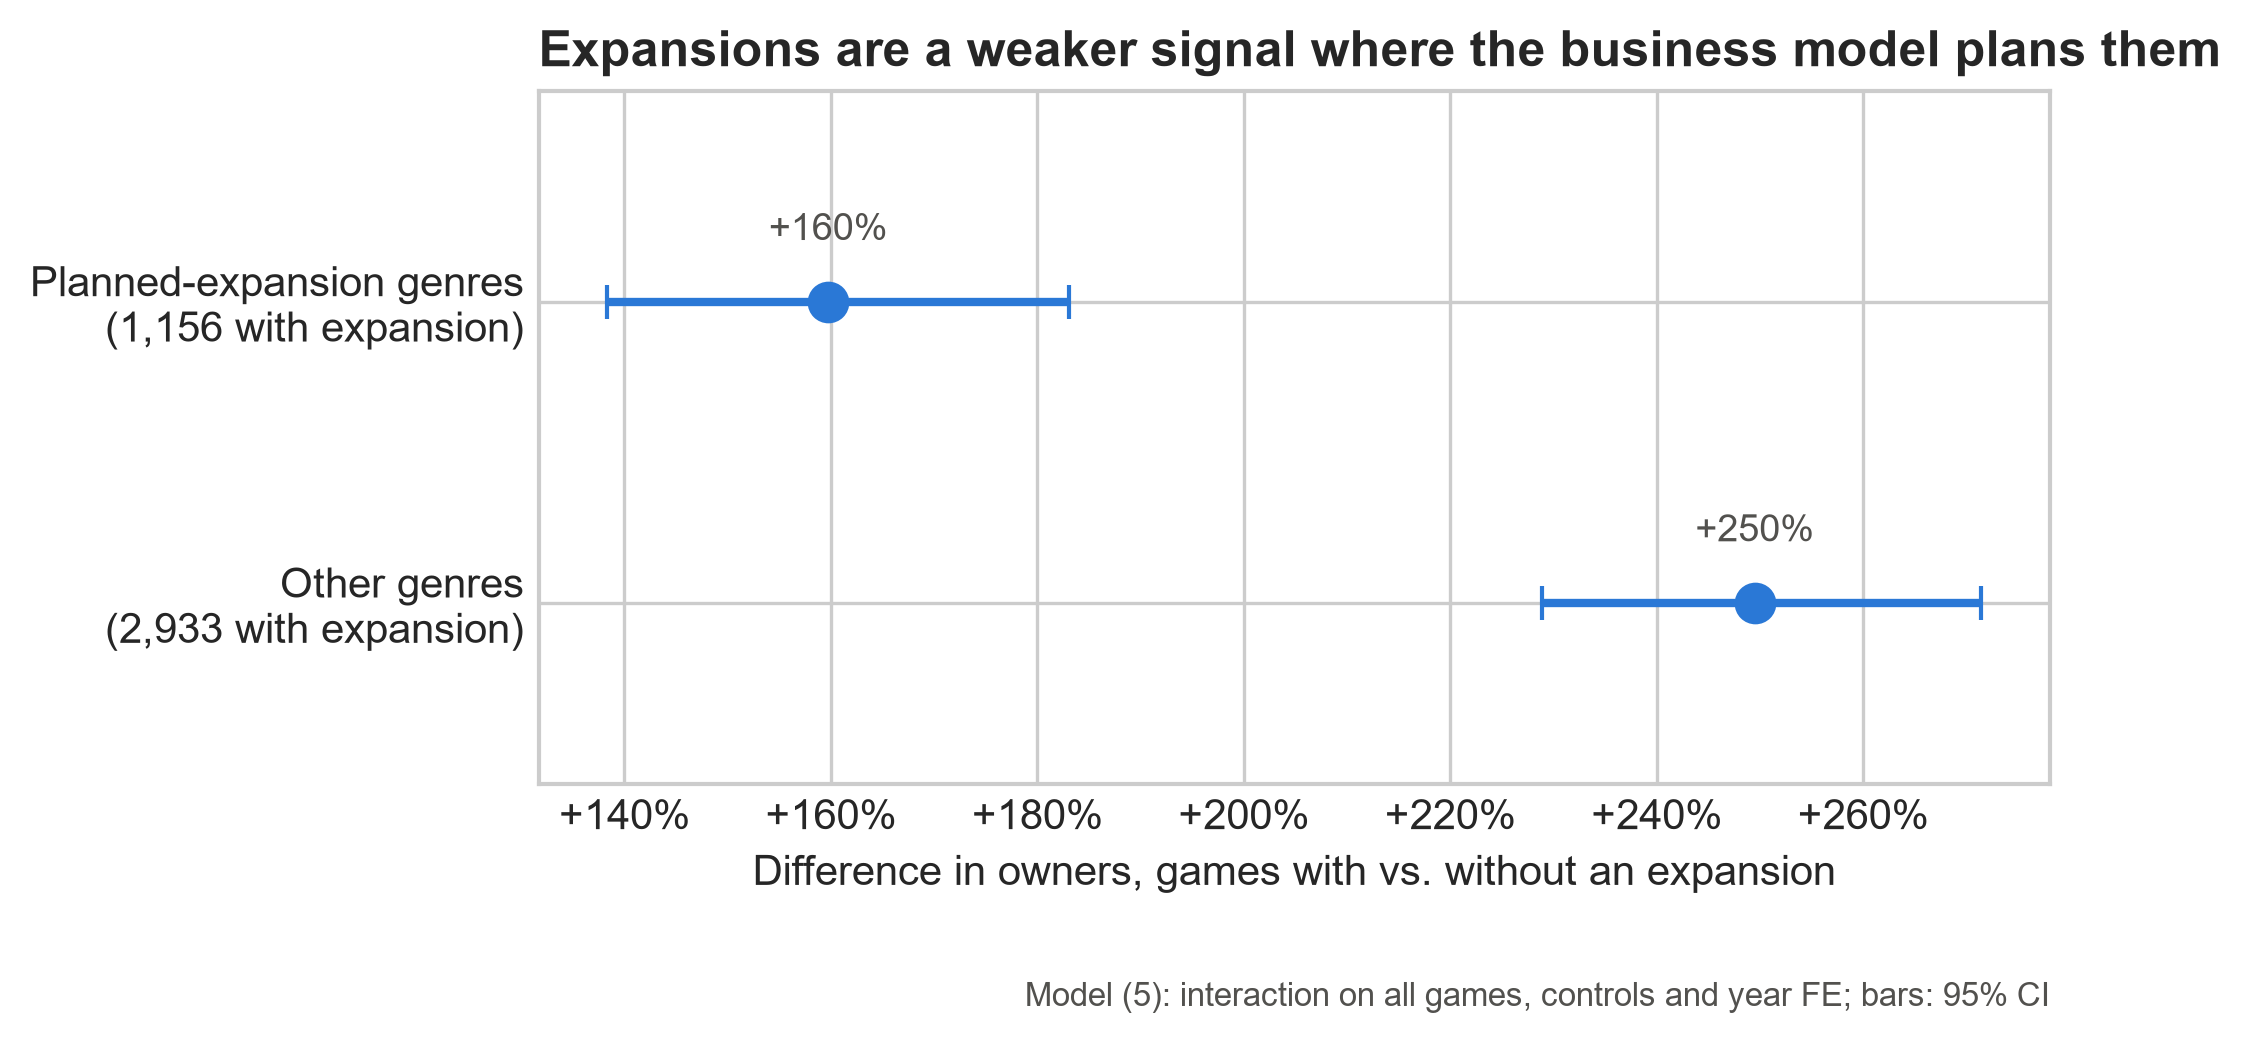 Expansions are a weaker signal where the business model plans them
+160%
Planned-expansion genres
(1,156 with expansion)
+250%
Other genres
(2,933 with expansion)
+140%
+160%
+180%
+200%
+220%
+240%
+260%
Difference in owners, games with vs. without an expansion
Model (5): interaction on all games, controls and year FE; bars: 95% CI